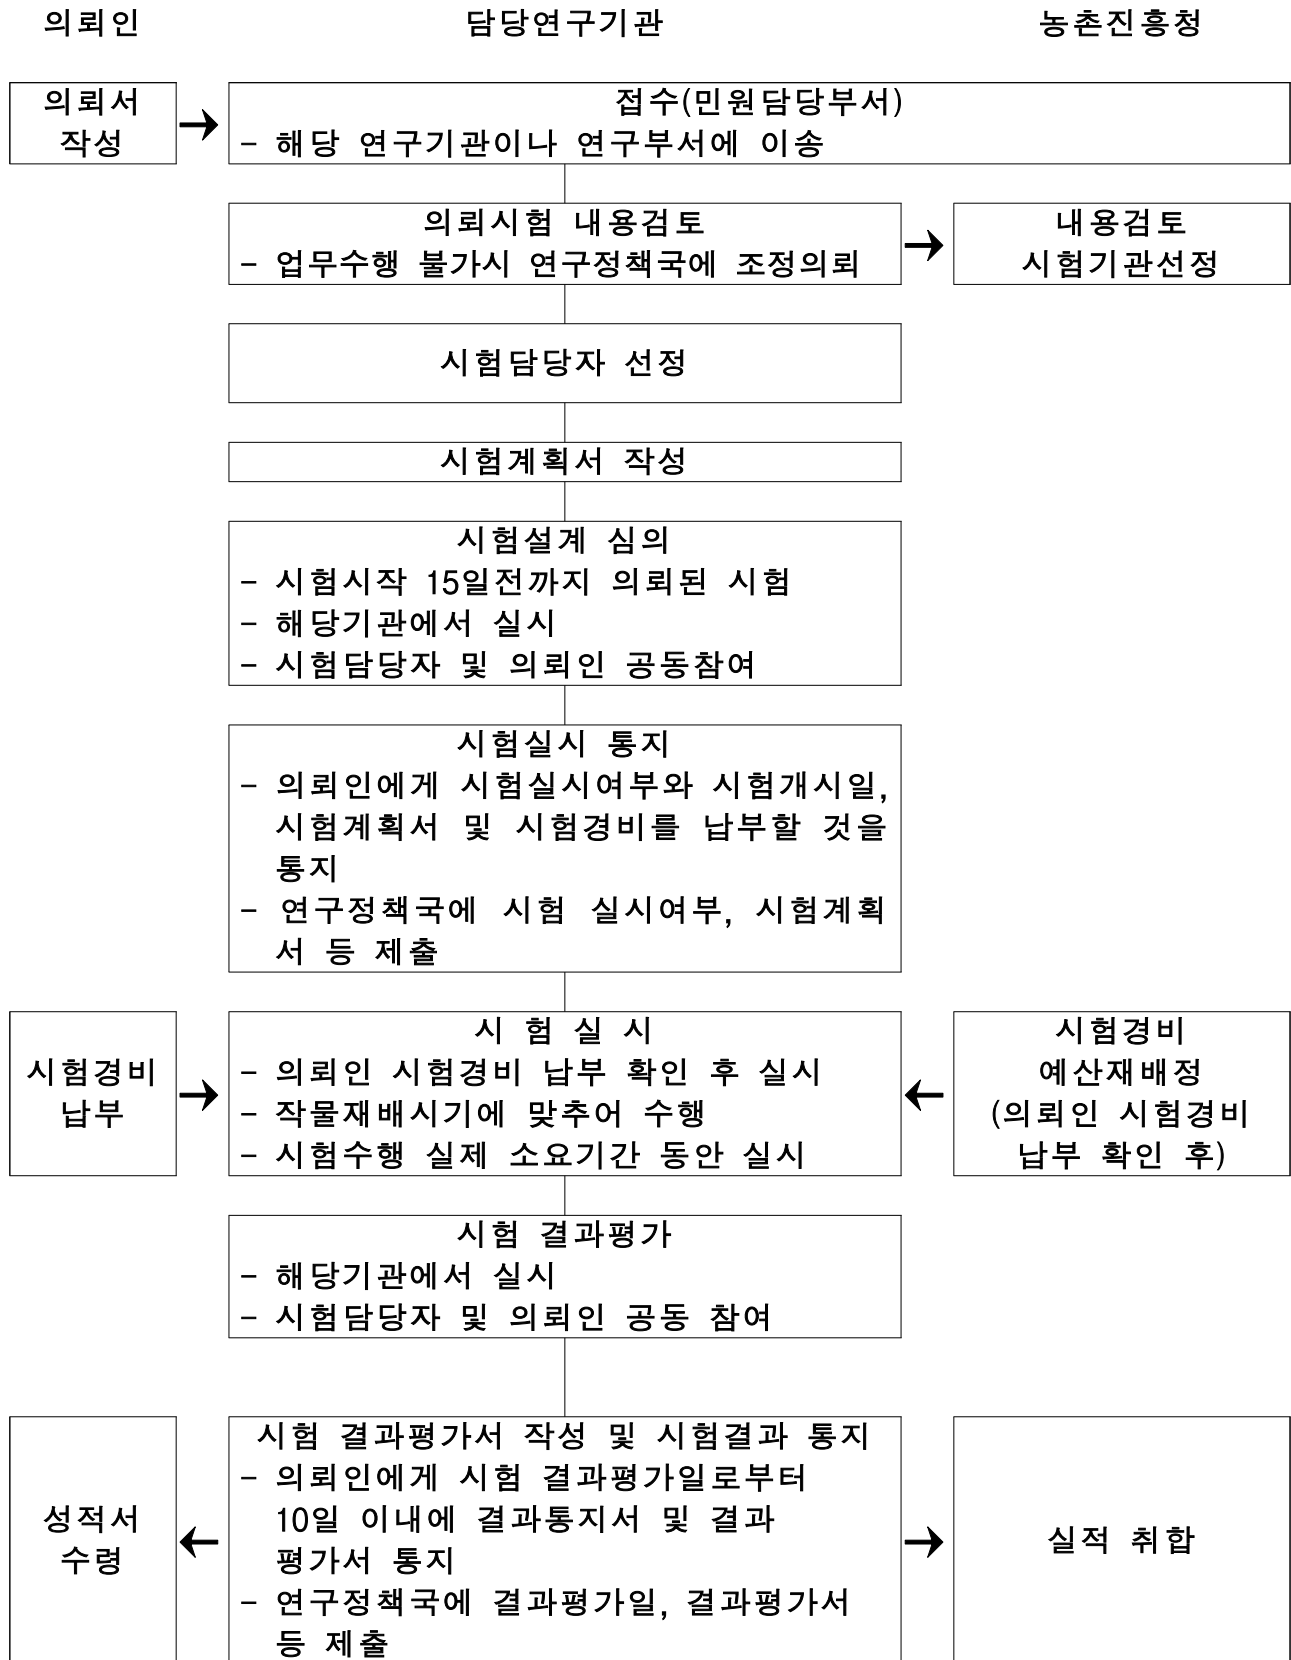 의뢰인 담당연구기관 농촌진흥청
의뢰서
작성
접수(민원담당부서)
- 해당 연구기관이나 연구부서에 이송
의뢰시험 내용검토
- 업무수행 불가시 연구정책국에 조정의뢰
내용검토
시험기관선정
시험담당자 선정
시험계획서 작성
시험설계 심의
- 시험시작 15일전까지 의뢰된 시험
- 해당기관에서 실시
- 시험담당자 및 의뢰인 공동참여
시험실시 통지
- 의뢰인에게 시험실시여부와 시험개시일,
시험계획서 및 시험경비를 납부할 것을
통지
- 연구정책국에 시험 실시여부, 시험계획
서 등 제출
시험경비
납부
시 험 실 시
- 의뢰인 시험경비 납부 확인 후 실시
- 작물재배시기에 맞추어 수행
- 시험수행 실제 소요기간 동안 실시
시험경비
예산재배정
(의뢰인 시험경비
납부 확인 후)
시험 결과평가
- 해당기관에서 실시
- 시험담당자 및 의뢰인 공동 참여
성적서
수령
시험 결과평가서 작성 및 시험결과 통지
- 의뢰인에게 시험 결과평가일로부터
10일 이내에 결과통지서 및 결과
평가서 통지
- 연구정책국에 결과평가일, 결과평가서
등 제출
실적 취합